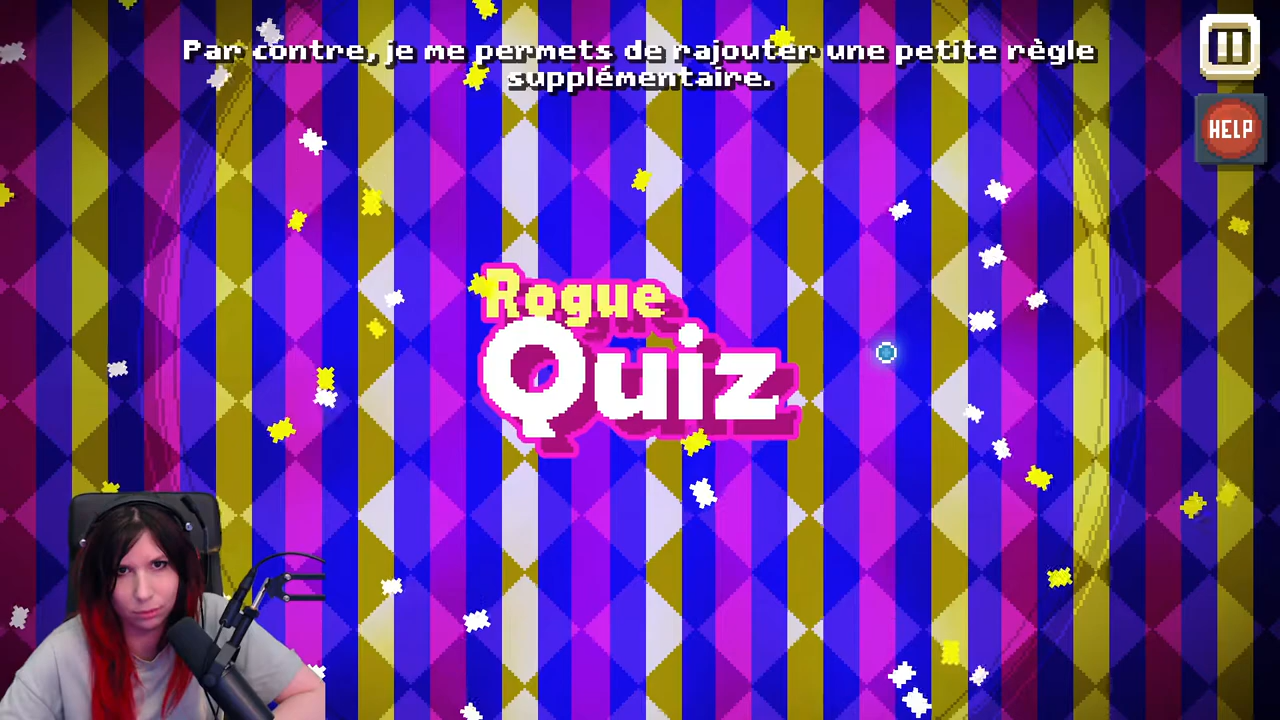 Par contre, je me permets de rajouter une petite règle
supplémentaire.
HELP
Rogue
Quiz